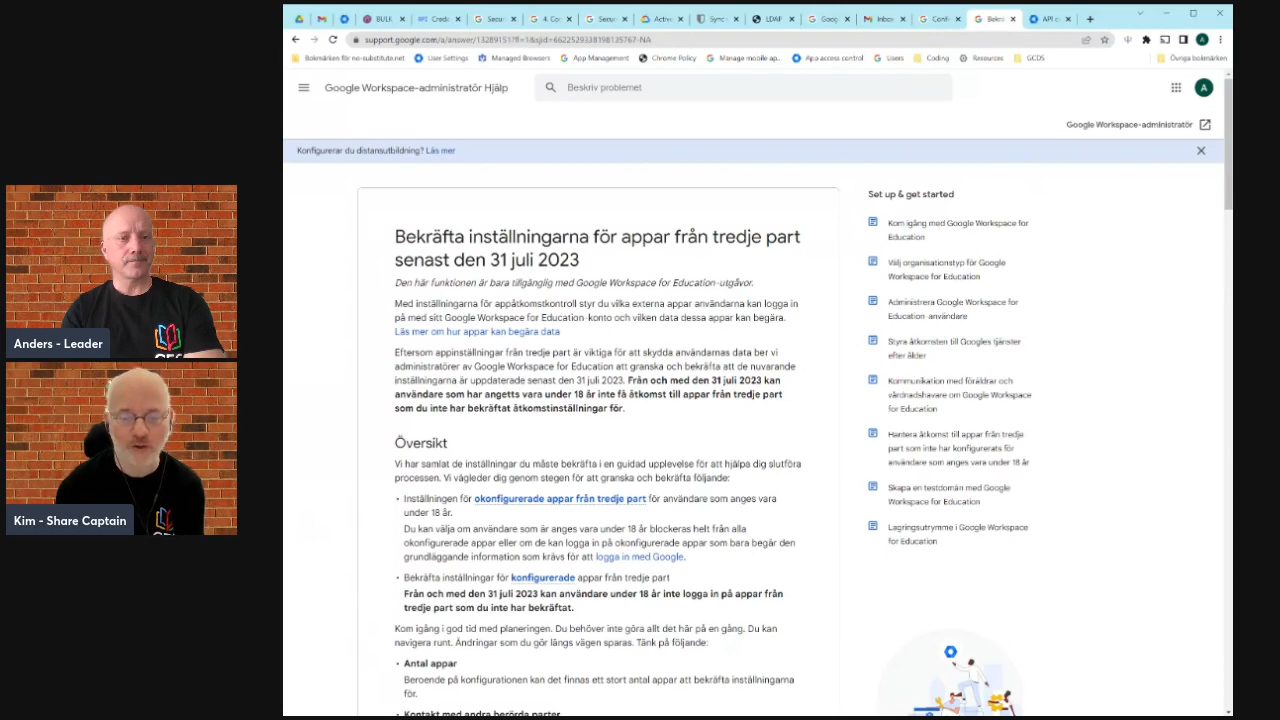 BULK
Credi
Secur
4. Co
Secur
Active
Sync -
LDAP
Goog
Inbox
Confi
Bekrä
API c
support.google.com/a/answer/13289151?fl=1&sjid=6622529338198135767-NA
Bokmärken för no-substitute.net
User Settings
Managed Browsers
App Management
Chrome Policy
Manage mobile ap...
App access control
Users
Coding
Resources
GCDS
Övriga bokmärken
Google Workspace-administratör Hjälp
Beskriv problemet
A
Google Workspace-administratör
Konfigurerar du distansutbildning? Läs mer
Bekräfta inställningarna för appar från tredje part
senast den 31 juli 2023
Den här funktionen är bara tillgänglig med Google Workspace for Education-utgåvor.
Med inställningarna för appåtkomstkontroll styr du vilka externa appar användarna kan logga in
på med sitt Google Workspace for Education-konto och vilken data dessa appar kan begära.
Läs mer om hur appar kan begära data
Eftersom appinställningar från tredje part är viktiga för att skydda användarnas data ber vi
administratörer av Google Workspace for Education att granska och bekräfta att de nuvarande
inställningarna är uppdaterade senast den 31 juli 2023. Från och med den 31 juli 2023 kan
användare som har angetts vara under 18 år inte få åtkomst till appar från tredje part
som du inte har bekräftat åtkomstinställningar för.
Översikt
Vi har samlat de inställningar du måste bekräfta i en guidad upplevelse för att hjälpa dig slutföra
processen. Vi vägleder dig genom stegen för att granska och bekräfta följande:
• Inställningen för okonfigurerade appar från tredje part för användare som anges vara
under 18 år.
Du kan välja om användare som är anges vara under 18 år blockeras helt från alla
okonfigurerade appar eller om de kan logga in på okonfigurerade appar som bara begär den
grundläggande information som krävs för att logga in med Google.
• Bekräfta inställningar för konfigurerade appar från tredje part
Från och med den 31 juli 2023 kan användare under 18 år inte logga in på appar från
tredje part som du inte har bekräftat.
Kom igång i god tid med planeringen. Du behöver inte göra allt det här på en gång. Du kan
navigera runt. Ändringar som du gör längs vägen sparas. Tänk på följande:
• Antal appar
Beroende på konfigurationen kan det finnas ett stort antal appar att bekräfta inställningarna
för.
• Kontakt med andra berörda parter
Set up & get started
Kom igång med Google Workspace for
Education
Välj organisationstyp för Google
Workspace for Education
Administrera Google Workspace for
Education-användare
Styra åtkomsten till Googles tjänster
efter ålder
Kommunikation med föräldrar och
vårdnadshavare om Google Workspace
for Education
Hantera åtkomst till appar från tredje
part som inte har konfigurerats för
användare som anges vara under 18 år
Skapa en testdomän med Google
Workspace for Education
Lagringsutrymme i Google Workspace
for Education
Anders - Leader
Kim - Share Captain